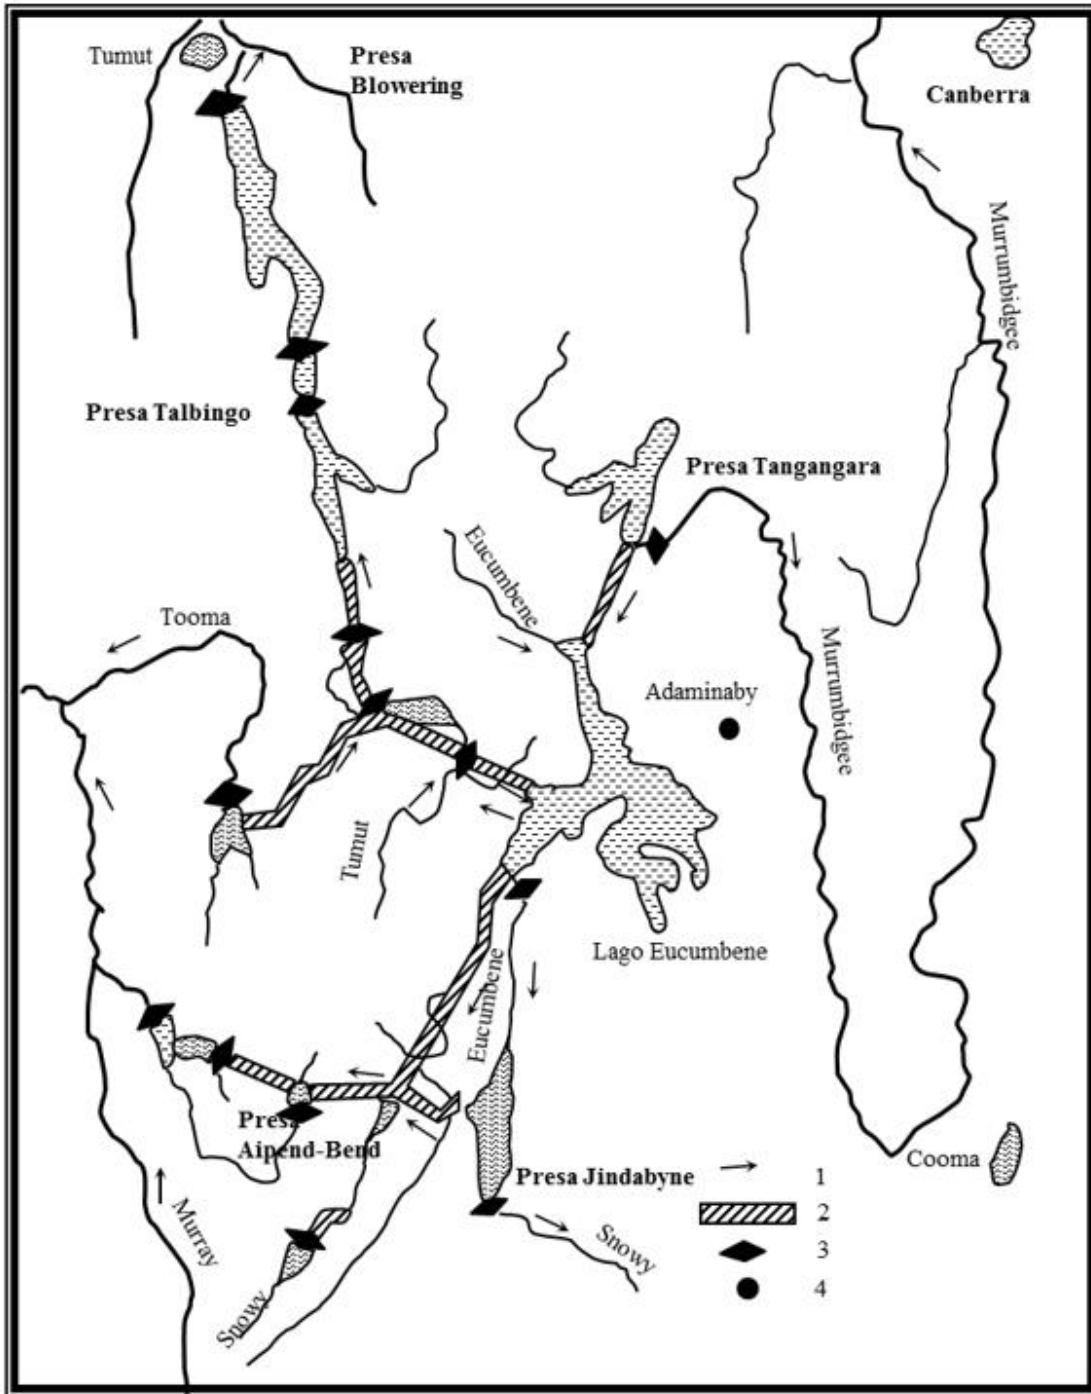 Tumut
Presa
Blowering
Canberra
Murrumbidgee
Presa Talbingo
Presa Tangangara
Eucumbene
Tooma
Adaminaby
Murrumbidgee
Tumut
Lago Eucumbene
Eucumbene
Presa
Aipend-Bend
Presa Jindabyne
Cooma
1
2
3
4
Murray
Snowy
Snowy